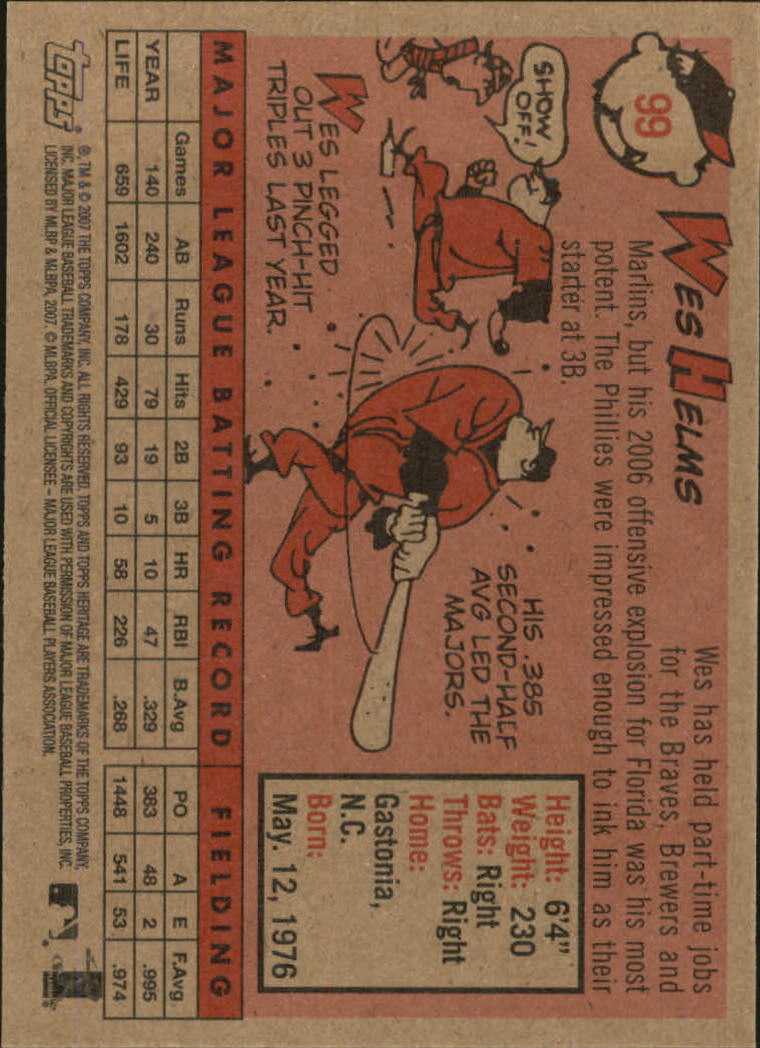 99
WES HELMS
Wes has held part-time jobs
for the Braves, Brewers and
Marlins, but his 2006 offensive explosion for Florida was his most
potent. The Phillies were impressed enough to ink him as their
starter at 3B.
SHOW
OFF!
WES LEGGED
OUT 3 PINCH-HIT
TRIPLES LAST YEAR.
HIS .385
SECOND-HALF
AVG LED THE
MAJORS.
Height: 6'4"
Weight: 230
Bats: Right
Throws: Right
Home:
Gastonia,
N.C.
Born:
May. 12, 1976
MAJOR LEAGUE BATTING RECORD FIELDING
Games AB Runs Hits 2B 3B HR RBI B.Avg PO A E F.Avg
YEAR 140 240 30 79 19 5 10 47 .329 383 48 2 .995
LIFE 659 1602 178 429 93 10 58 226 .268 1448 541 53 .974
topps ®
®, TM & © 2007 THE TOPPS COMPANY, INC. ALL RIGHTS RESERVED. TOPPS AND TOPPS HERITAGE ARE TRADEMARKS OF THE TOPPS COMPANY,
INC. MAJOR LEAGUE BASEBALL TRADEMARKS AND COPYRIGHTS ARE USED WITH PERMISSION OF MAJOR LEAGUE BASEBALL PROPERTIES, INC.
LICENSED BY MLBP & MLBPA, 2007. © MLBPA. OFFICIAL LICENSEE – MAJOR LEAGUE BASEBALL PLAYERS ASSOCIATION.